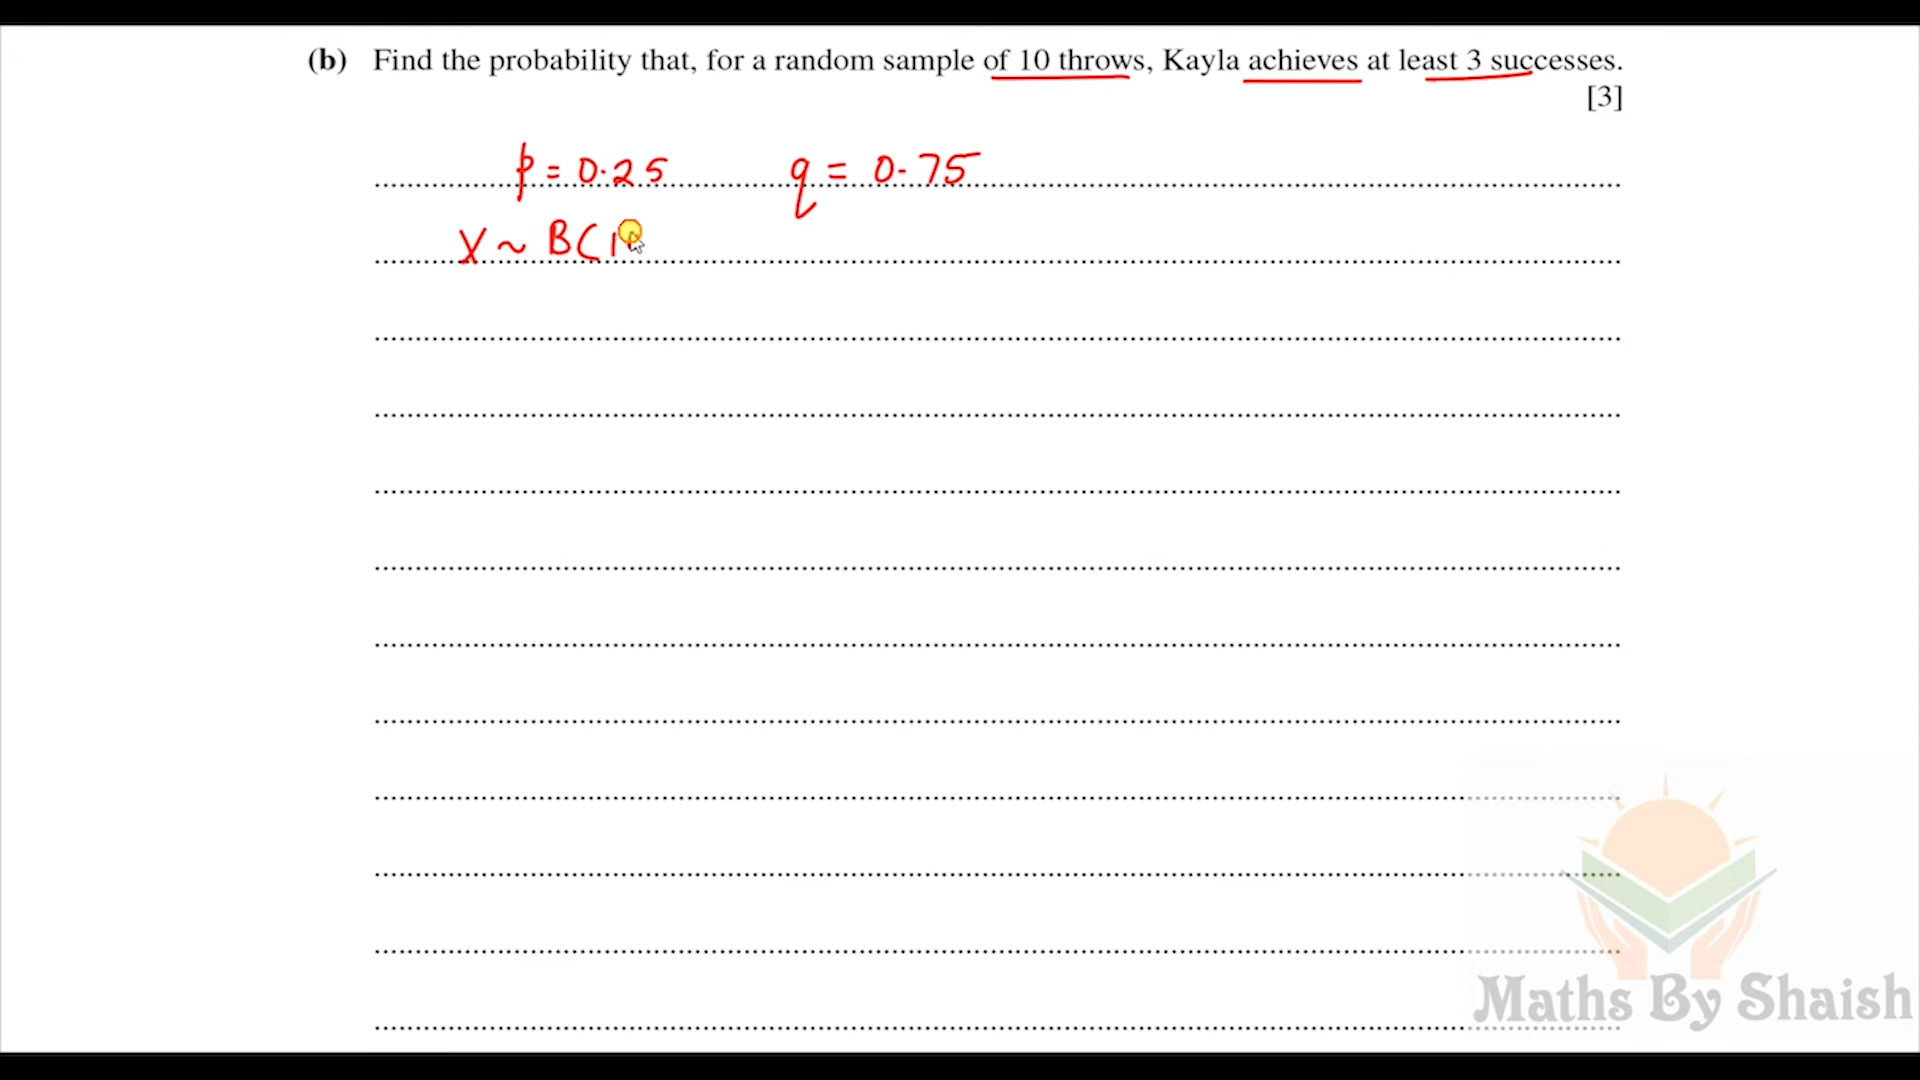 (b) Find the probability that, for a random sample of 10 throws, Kayla achieves at least 3 successes.
[3]
p = 0.25 q = 0.75
X ~ B(1
Maths By Shaish